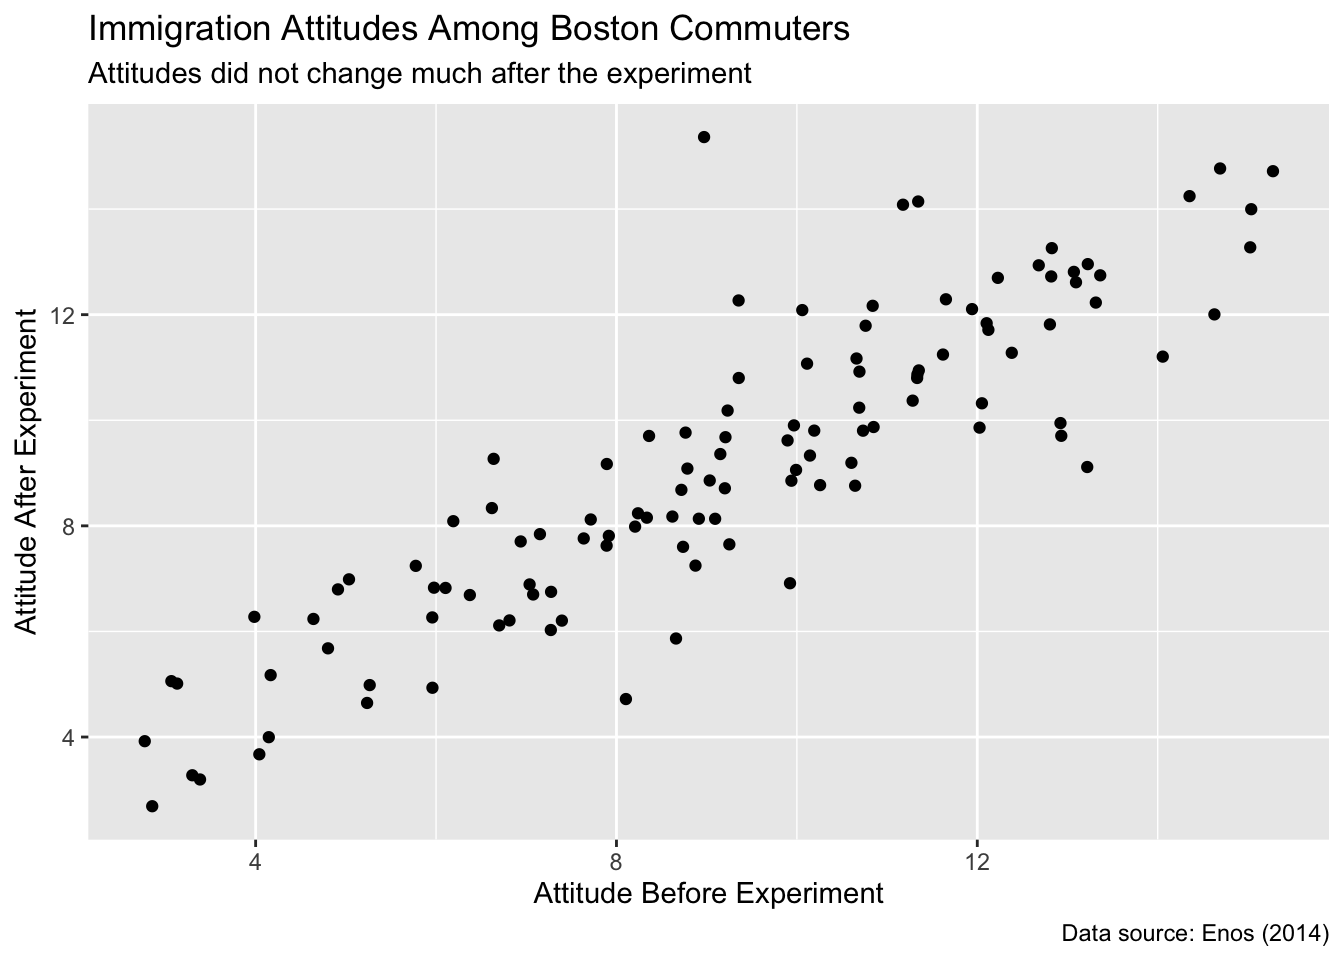 Immigration Attitudes Among Boston Commuters
Attitudes did not change much after the experiment
Attitude After Experiment
12
8
4
4 8 12
Attitude Before Experiment
Data source: Enos (2014)